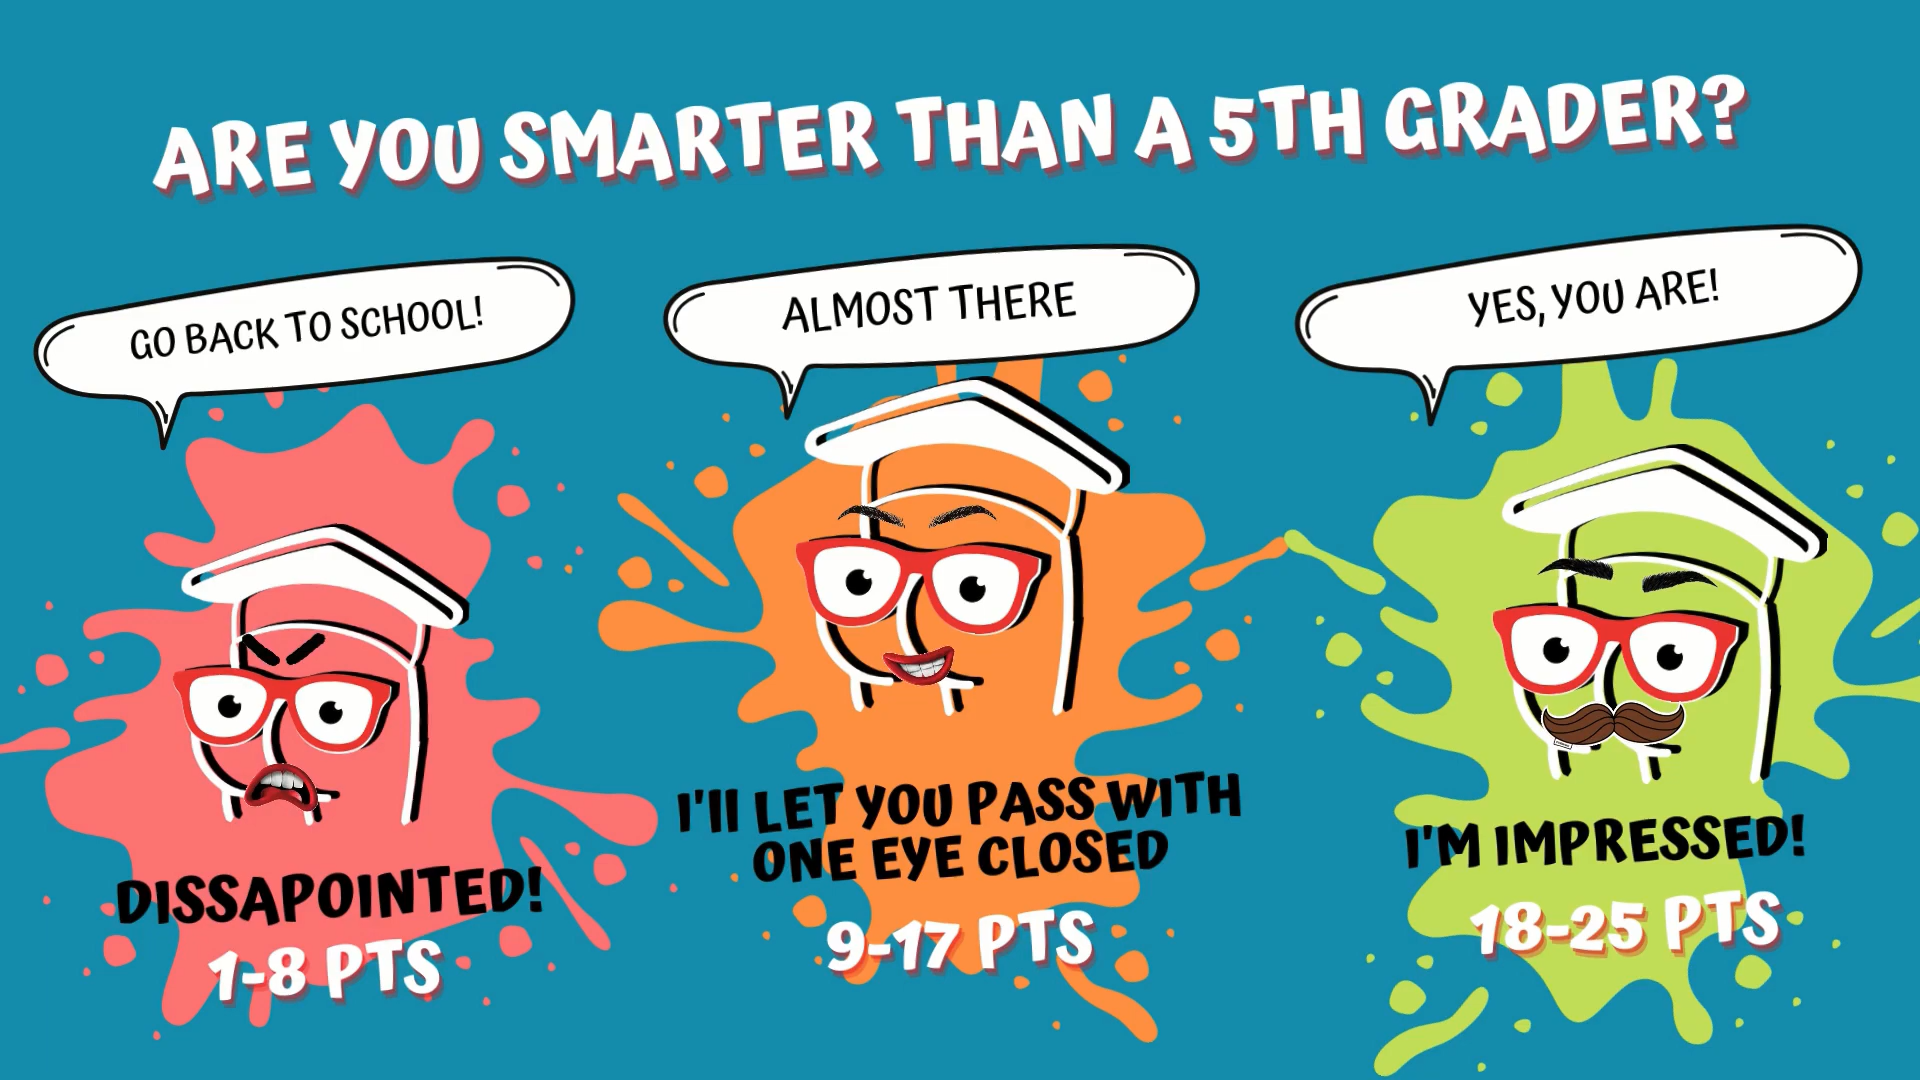 ARE YOU SMARTER THAN A 5TH GRADER?
GO BACK TO SCHOOL!
DISSAPOINTED!
1-8 PTS
ALMOST THERE
I'll LET YOU PASS WITH
ONE EYE CLOSED
9-17 PTS
YES, YOU ARE!
I'M IMPRESSED!
18-25 PTS